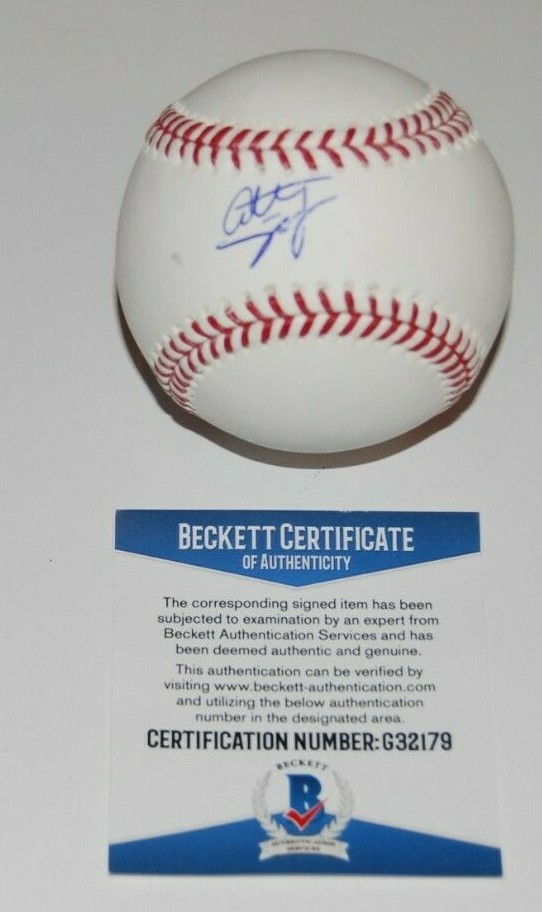 BECKETT CERTIFICATE
OF AUTHENTICITY
The corresponding signed item has been
subjected to examination by an expert from
Beckett Authentication Services and has
been deemed authentic and genuine.
This authentication can be verified by
visiting www.beckett-authentication.com
and utilizing the below authentication
number in the designated area.
CERTIFICATION NUMBER: G32179
BECKETT
B
AUTHENTICATION
SERVICES